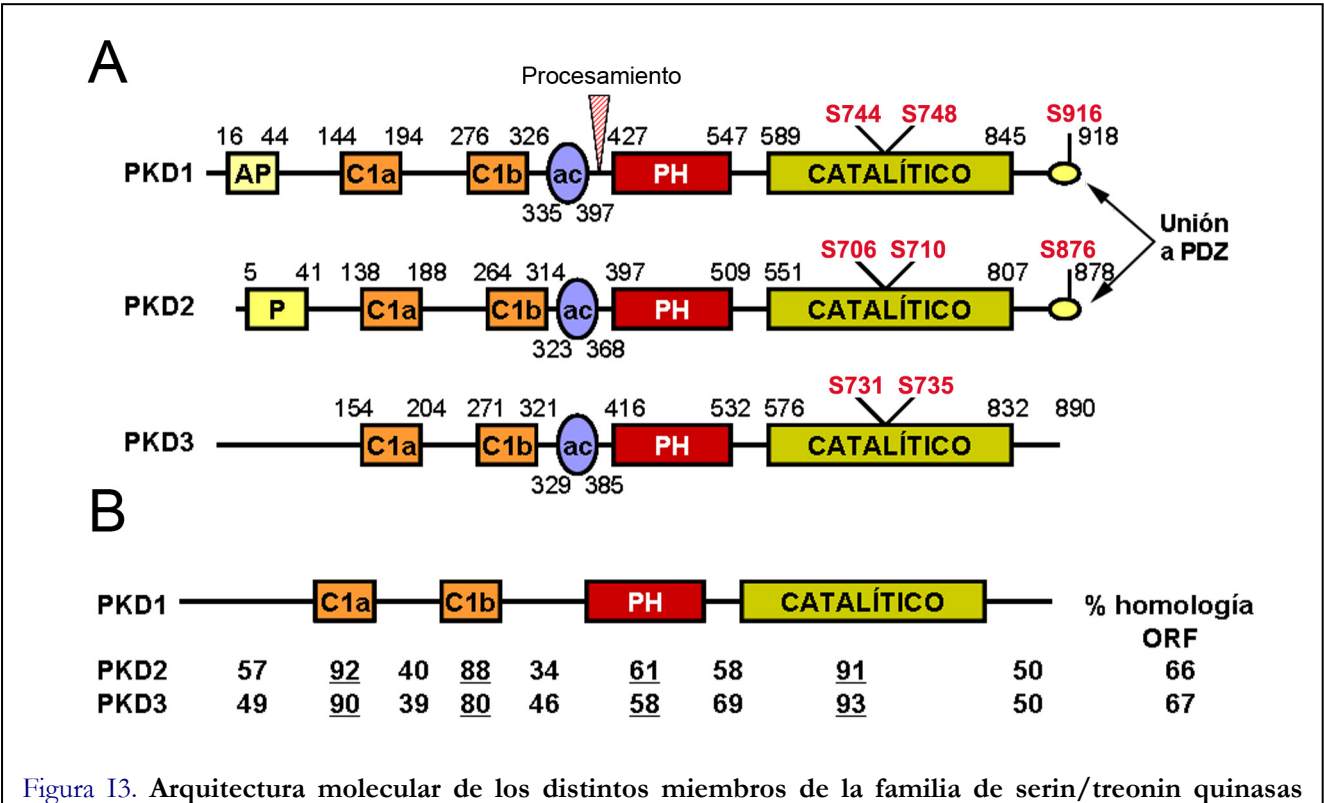 A
Procesamiento
S744 S748 S916
16 44 144 194 276 326 427 547 589 845 918
PKD1 AP C1a C1b ac PH CATALÍTICO
335 397
Unión
a PDZ
S706 S710 S876
5 41 138 188 264 314 397 509 551 807 878
PKD2 P C1a C1b ac PH CATALÍTICO
323 368
S731 S735
154 204 271 321 416 532 576 832 890
PKD3 C1a C1b ac PH CATALÍTICO
329 385
B
PKD1 C1a C1b PH CATALÍTICO % homología
ORF
PKD2 57 92 40 88 34 61 58 91 50 66
PKD3 49 90 39 80 46 58 69 93 50 67
Figura I3. Arquitectura molecular de los distintos miembros de la familia de serin/treonin quinasas